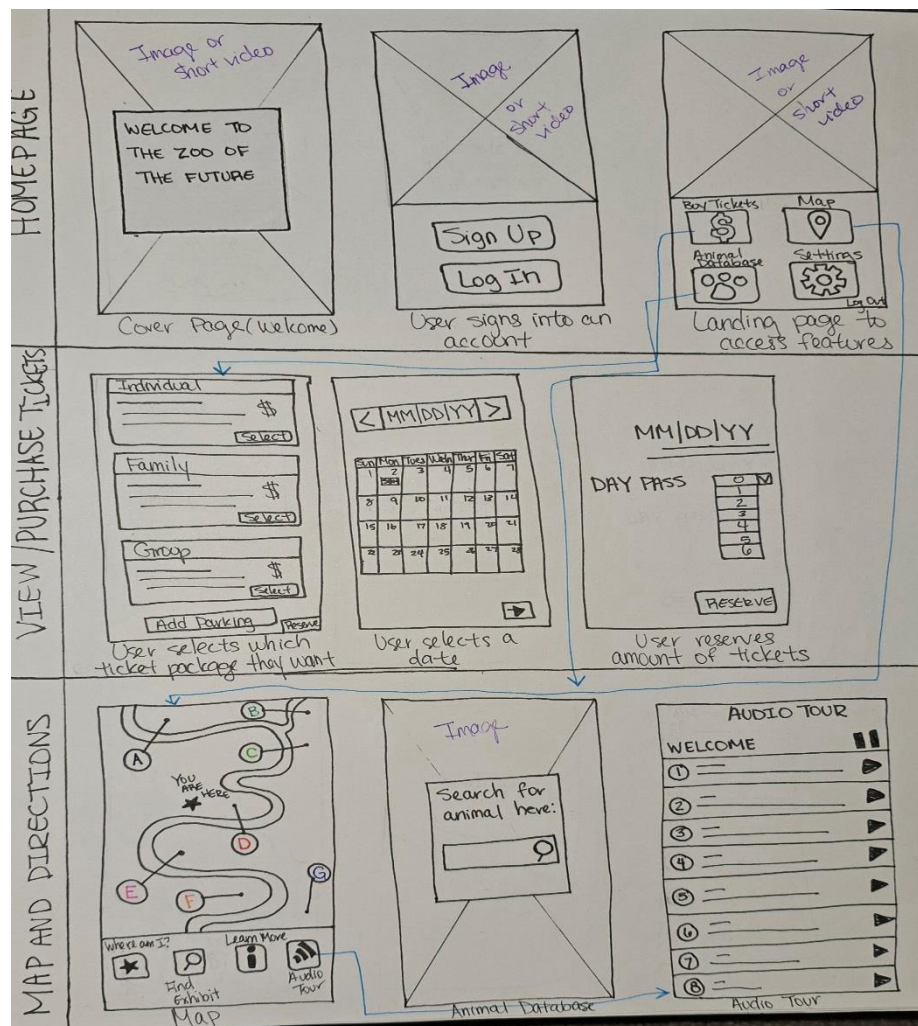 HOMEPAGE
Image or
short video
WELCOME TO
THE ZOO OF
THE FUTURE
Cover Page (Welcome)
Image
or
short
video
Sign Up
Log In
User signs into an
account
Image
or
short
video
Buy Tickets
Map
$
Animal
Database
Settings
Log Out
Landing page to
access features
VIEW/PURCHASE TICKETS
Individual
$
Select
Family
$
Select
Group
$
Select
Add Parking
Reserve
User selects which
ticket package they want
< MM/DD/YY >
Sun Mon Tues Wedn Thur Fri Sat
1 2 3 4 5 6 7
8 9 10 11 12 13 14
15 16 17 18 19 20 21
22 23 24 25 26 27 28
User selects a
date
MM/DD/YY
DAY PASS
0
1
2
3
4
5
6
RESERVE
User reserves
amount of tickets
MAP AND DIRECTIONS
B
A
C
YOU
ARE
HERE
D
E
F
G
Where am I?
Find
Exhibit
Learn More
i
Audio
Tour
Map
Image
Search for
animal here:
Animal Database
AUDIO TOUR
WELCOME
1
2
3
4
5
6
7
8
Audio Tour